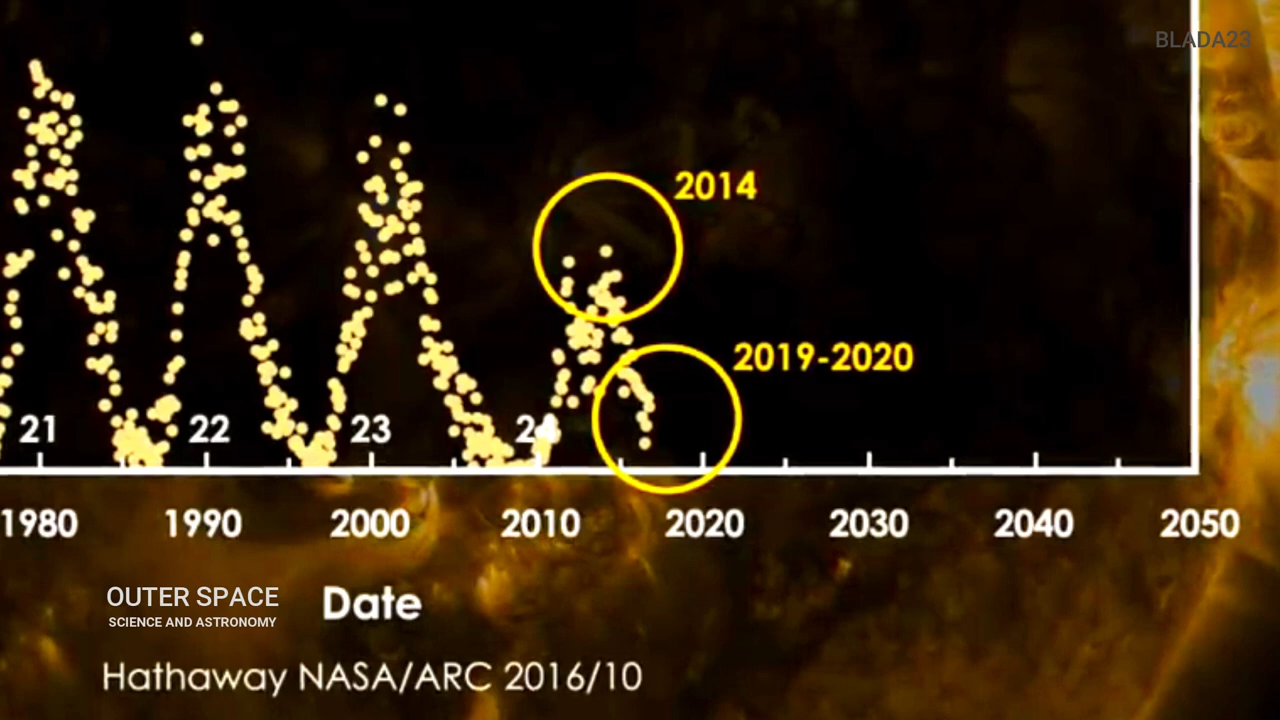 BLADA23
2014
2019-2020
21 22 23 24
1980 1990 2000 2010 2020 2030 2040 2050
OUTER SPACE
SCIENCE AND ASTRONOMY
Date
Hathaway NASA/ARC 2016/10